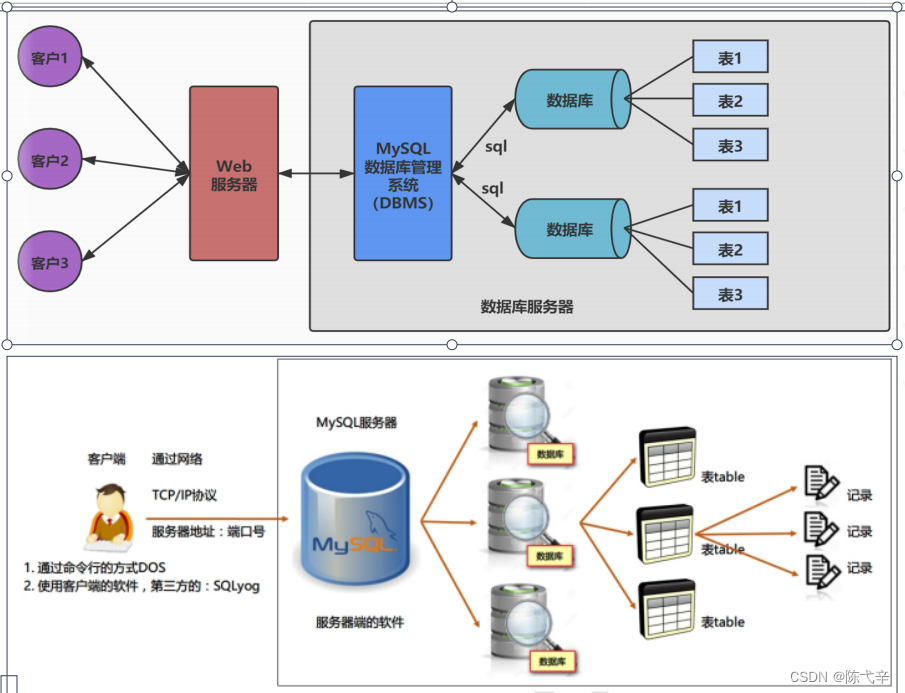 客户1
客户2
客户3
Web
服务器
MySQL
数据库管理
系统
（DBMS）
sql
sql
数据库
数据库
表1
表2
表3
表1
表2
表3
数据库服务器
客户端 通过网络
TCP/IP协议
服务器地址：端口号
1. 通过命令行的方式DOS
2. 使用客户端的软件，第三方的：SQLyog
MySQL服务器
MySQL
服务器端的软件
数据库
数据库
数据库
表table
表table
表table
记录
记录
记录
CSDN @陈弋辛